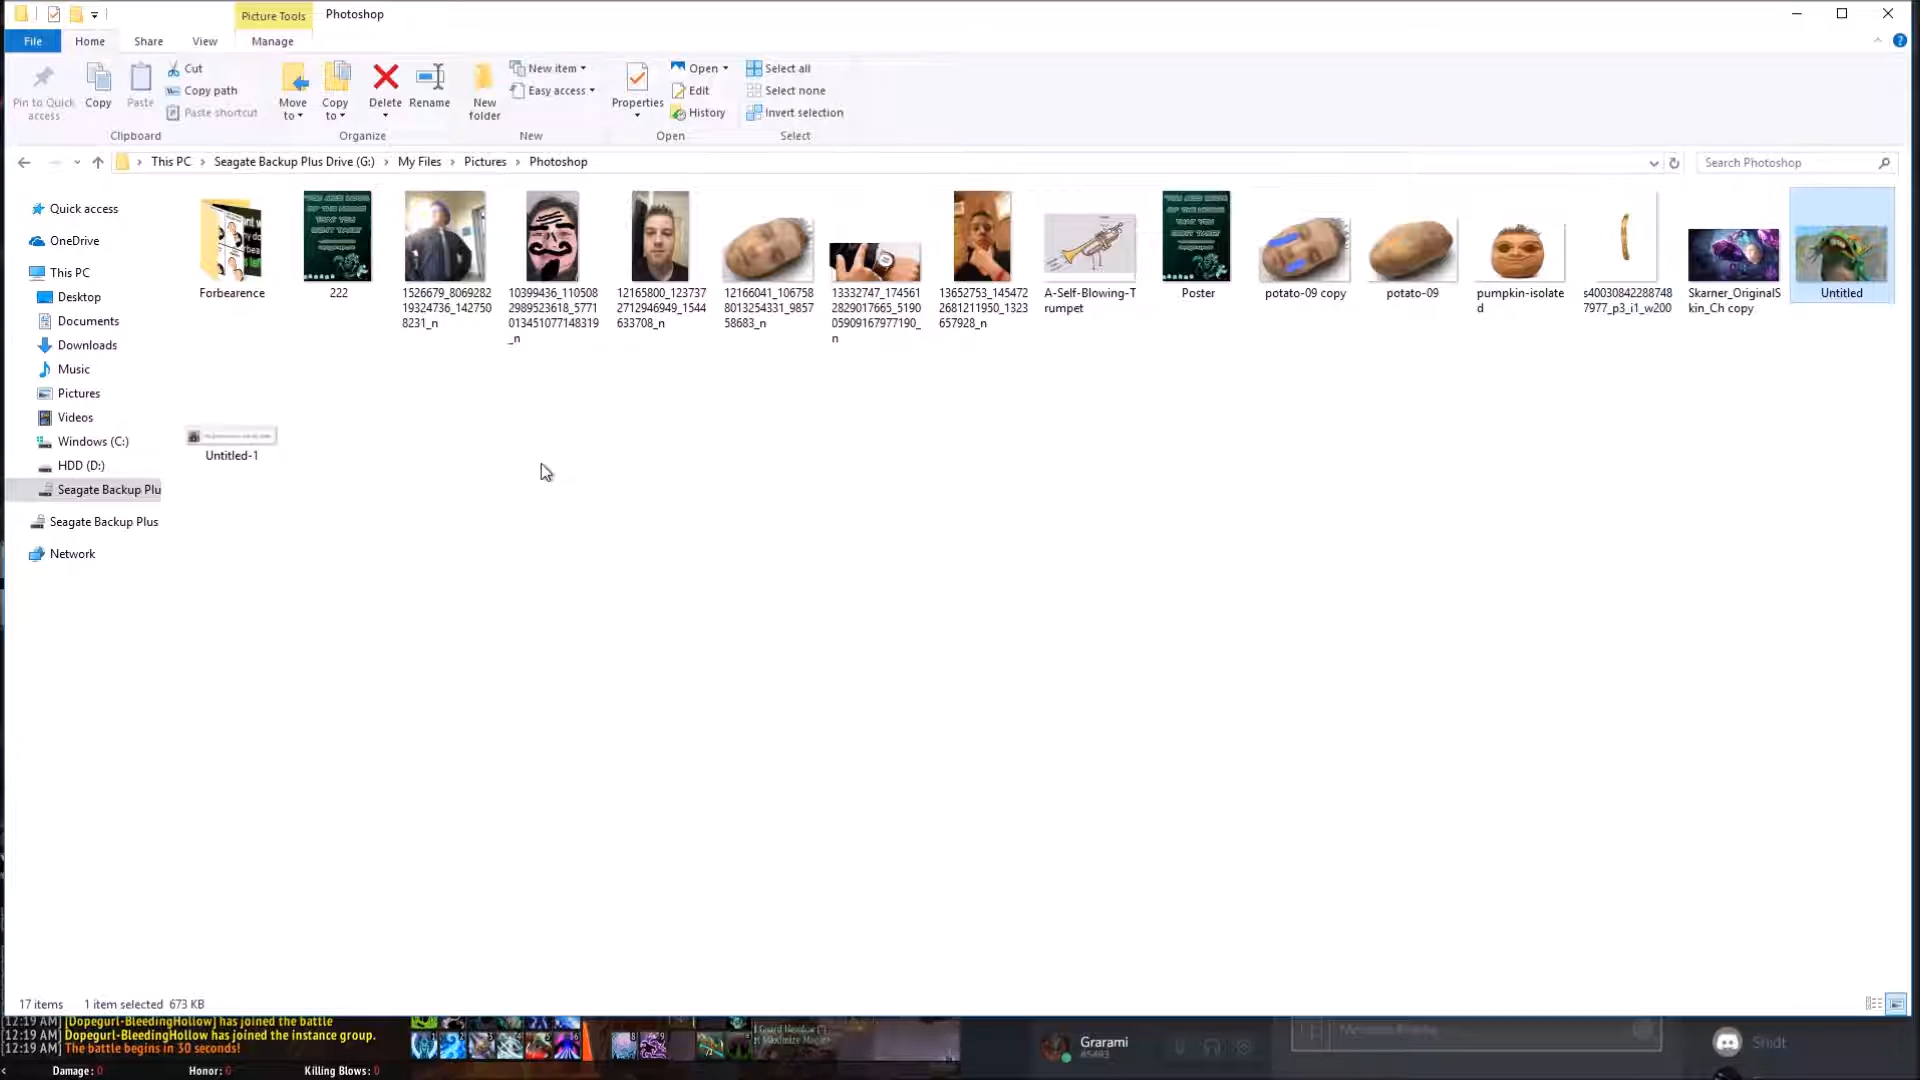 Picture Tools
Photoshop
File
Home
Share
View
Manage
Pin to Quick access
Copy
Paste
Cut
Copy path
Paste shortcut
Clipboard
Move to
Copy to
Delete
Rename
Organize
New folder
New item
Easy access
New
Properties
Open
Edit
History
Open
Select all
Select none
Invert selection
Select
This PC > Seagate Backup Plus Drive (G:) > My Files > Pictures > Photoshop
Search Photoshop
Quick access
OneDrive
This PC
Desktop
Documents
Downloads
Music
Pictures
Videos
Windows (C:)
HDD (D:)
Seagate Backup Plu
Seagate Backup Plus
Network
Forbearence
222
1526679_8069282
19324736_142750
8231_n
10399436_110508
2989523618_5771
013451077148319
_n
12165800_123737
2712946949_1544
633708_n
12166041_106758
8013254331_9857
58683_n
13332747_174561
2829017665_5190
05909167977190_
n
13652753_145472
2681211950_1323
657928_n
A-Self-Blowing-T
rumpet
Poster
potato-09 copy
potato-09
pumpkin-isolate
d
s40030842288748
7977_p3_i1_w200
Skarner_OriginalS
kin_Ch copy
Untitled
Untitled-1
17 items
1 item selected 673 KB
[12:19 AM] [Dopegurl-BleedingHollow] has joined the battle
[12:19 AM] Dopegurl-BleedingHollow has joined the instance group.
[12:19 AM] The battle begins in 30 seconds!
Damage: 0
Honor: 0
Killing Blows: 0
Grarami
#5493